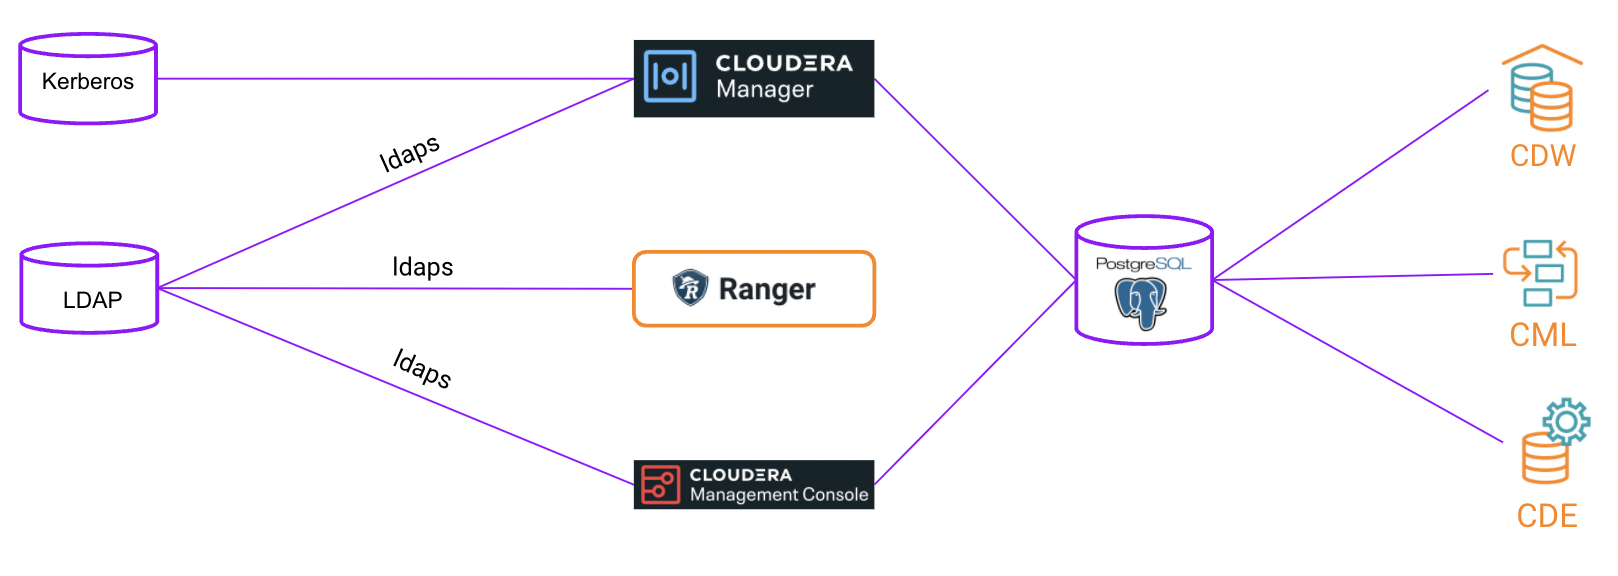 Kerberos
CLOUDERA
Manager
CDW
ldaps
LDAP
ldaps
R
Ranger
PostgreSQL
CML
ldaps
CLOUDERA
Management Console
CDE